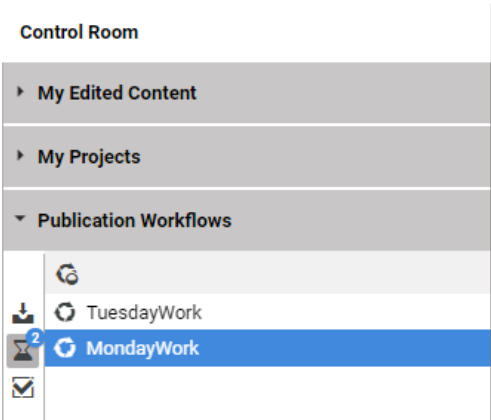 Control Room
My Edited Content
My Projects
Publication Workflows
TuesdayWork
2
MondayWork